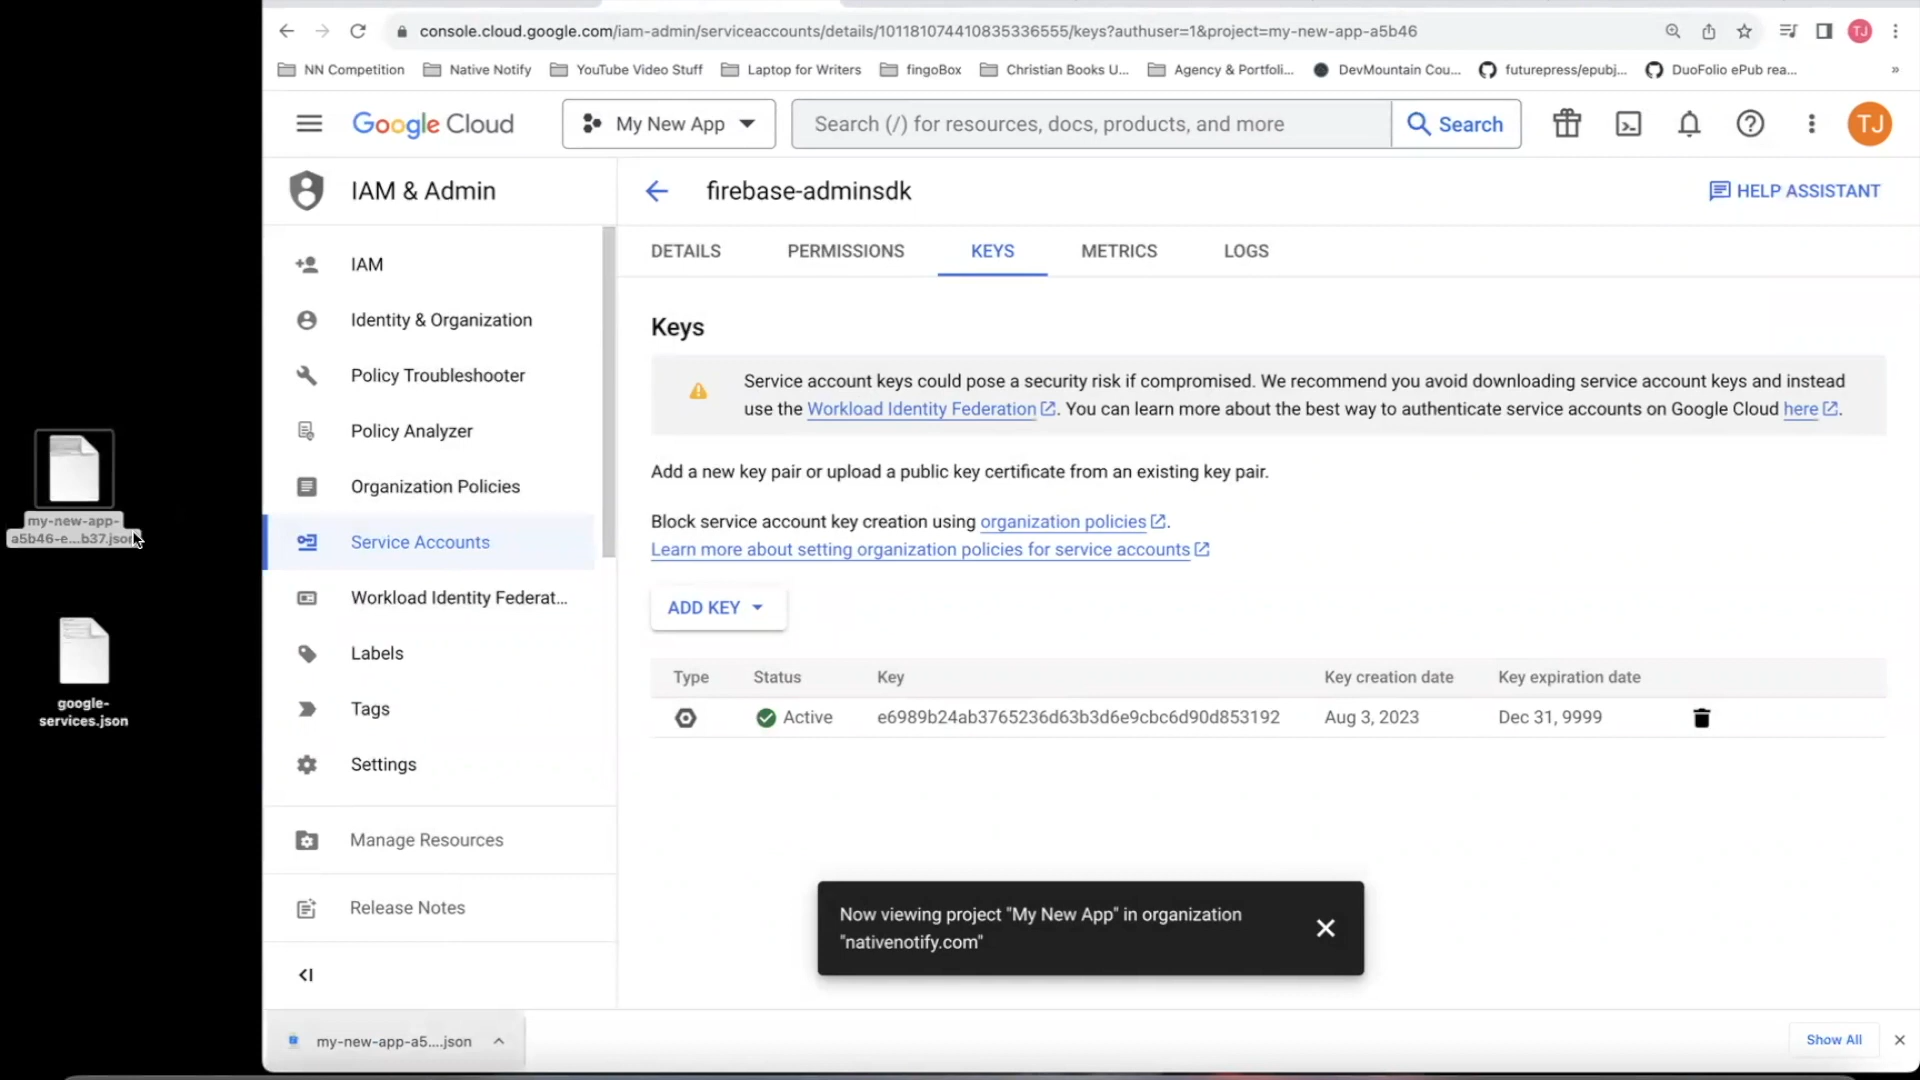 console.cloud.google.com/iam-admin/serviceaccounts/details/101181074410835336555/keys?authuser=1&project=my-new-app-a5b46
TJ
NN Competition
Native Notify
YouTube Video Stuff
Laptop for Writers
fingoBox
Christian Books U...
Agency & Portfoli...
DevMountain Cou...
futurepress/epubj...
DuoFolio ePub rea...
»
Google Cloud
My New App
Search (/) for resources, docs, products, and more
Search
TJ
IAM & Admin
firebase-adminsdk
HELP ASSISTANT
DETAILS
PERMISSIONS
KEYS
METRICS
LOGS
IAM
Identity & Organization
Policy Troubleshooter
Policy Analyzer
Organization Policies
Service Accounts
Workload Identity Federat...
Labels
Tags
Settings
Manage Resources
Release Notes
Keys
Service account keys could pose a security risk if compromised. We recommend you avoid downloading service account keys and instead
use the Workload Identity Federation. You can learn more about the best way to authenticate service accounts on Google Cloud here.
Add a new key pair or upload a public key certificate from an existing key pair.
Block service account key creation using organization policies.
Learn more about setting organization policies for service accounts
ADD KEY
Type Status Key Key creation date Key expiration date
Active e6989b24ab3765236d63b3d6e9cbc6d90d853192 Aug 3, 2023 Dec 31, 9999
Now viewing project "My New App" in organization
"nativenotify.com"
my-new-app-
a5b46-e...b37.json
google-
services.json
my-new-app-a5....json
Show All